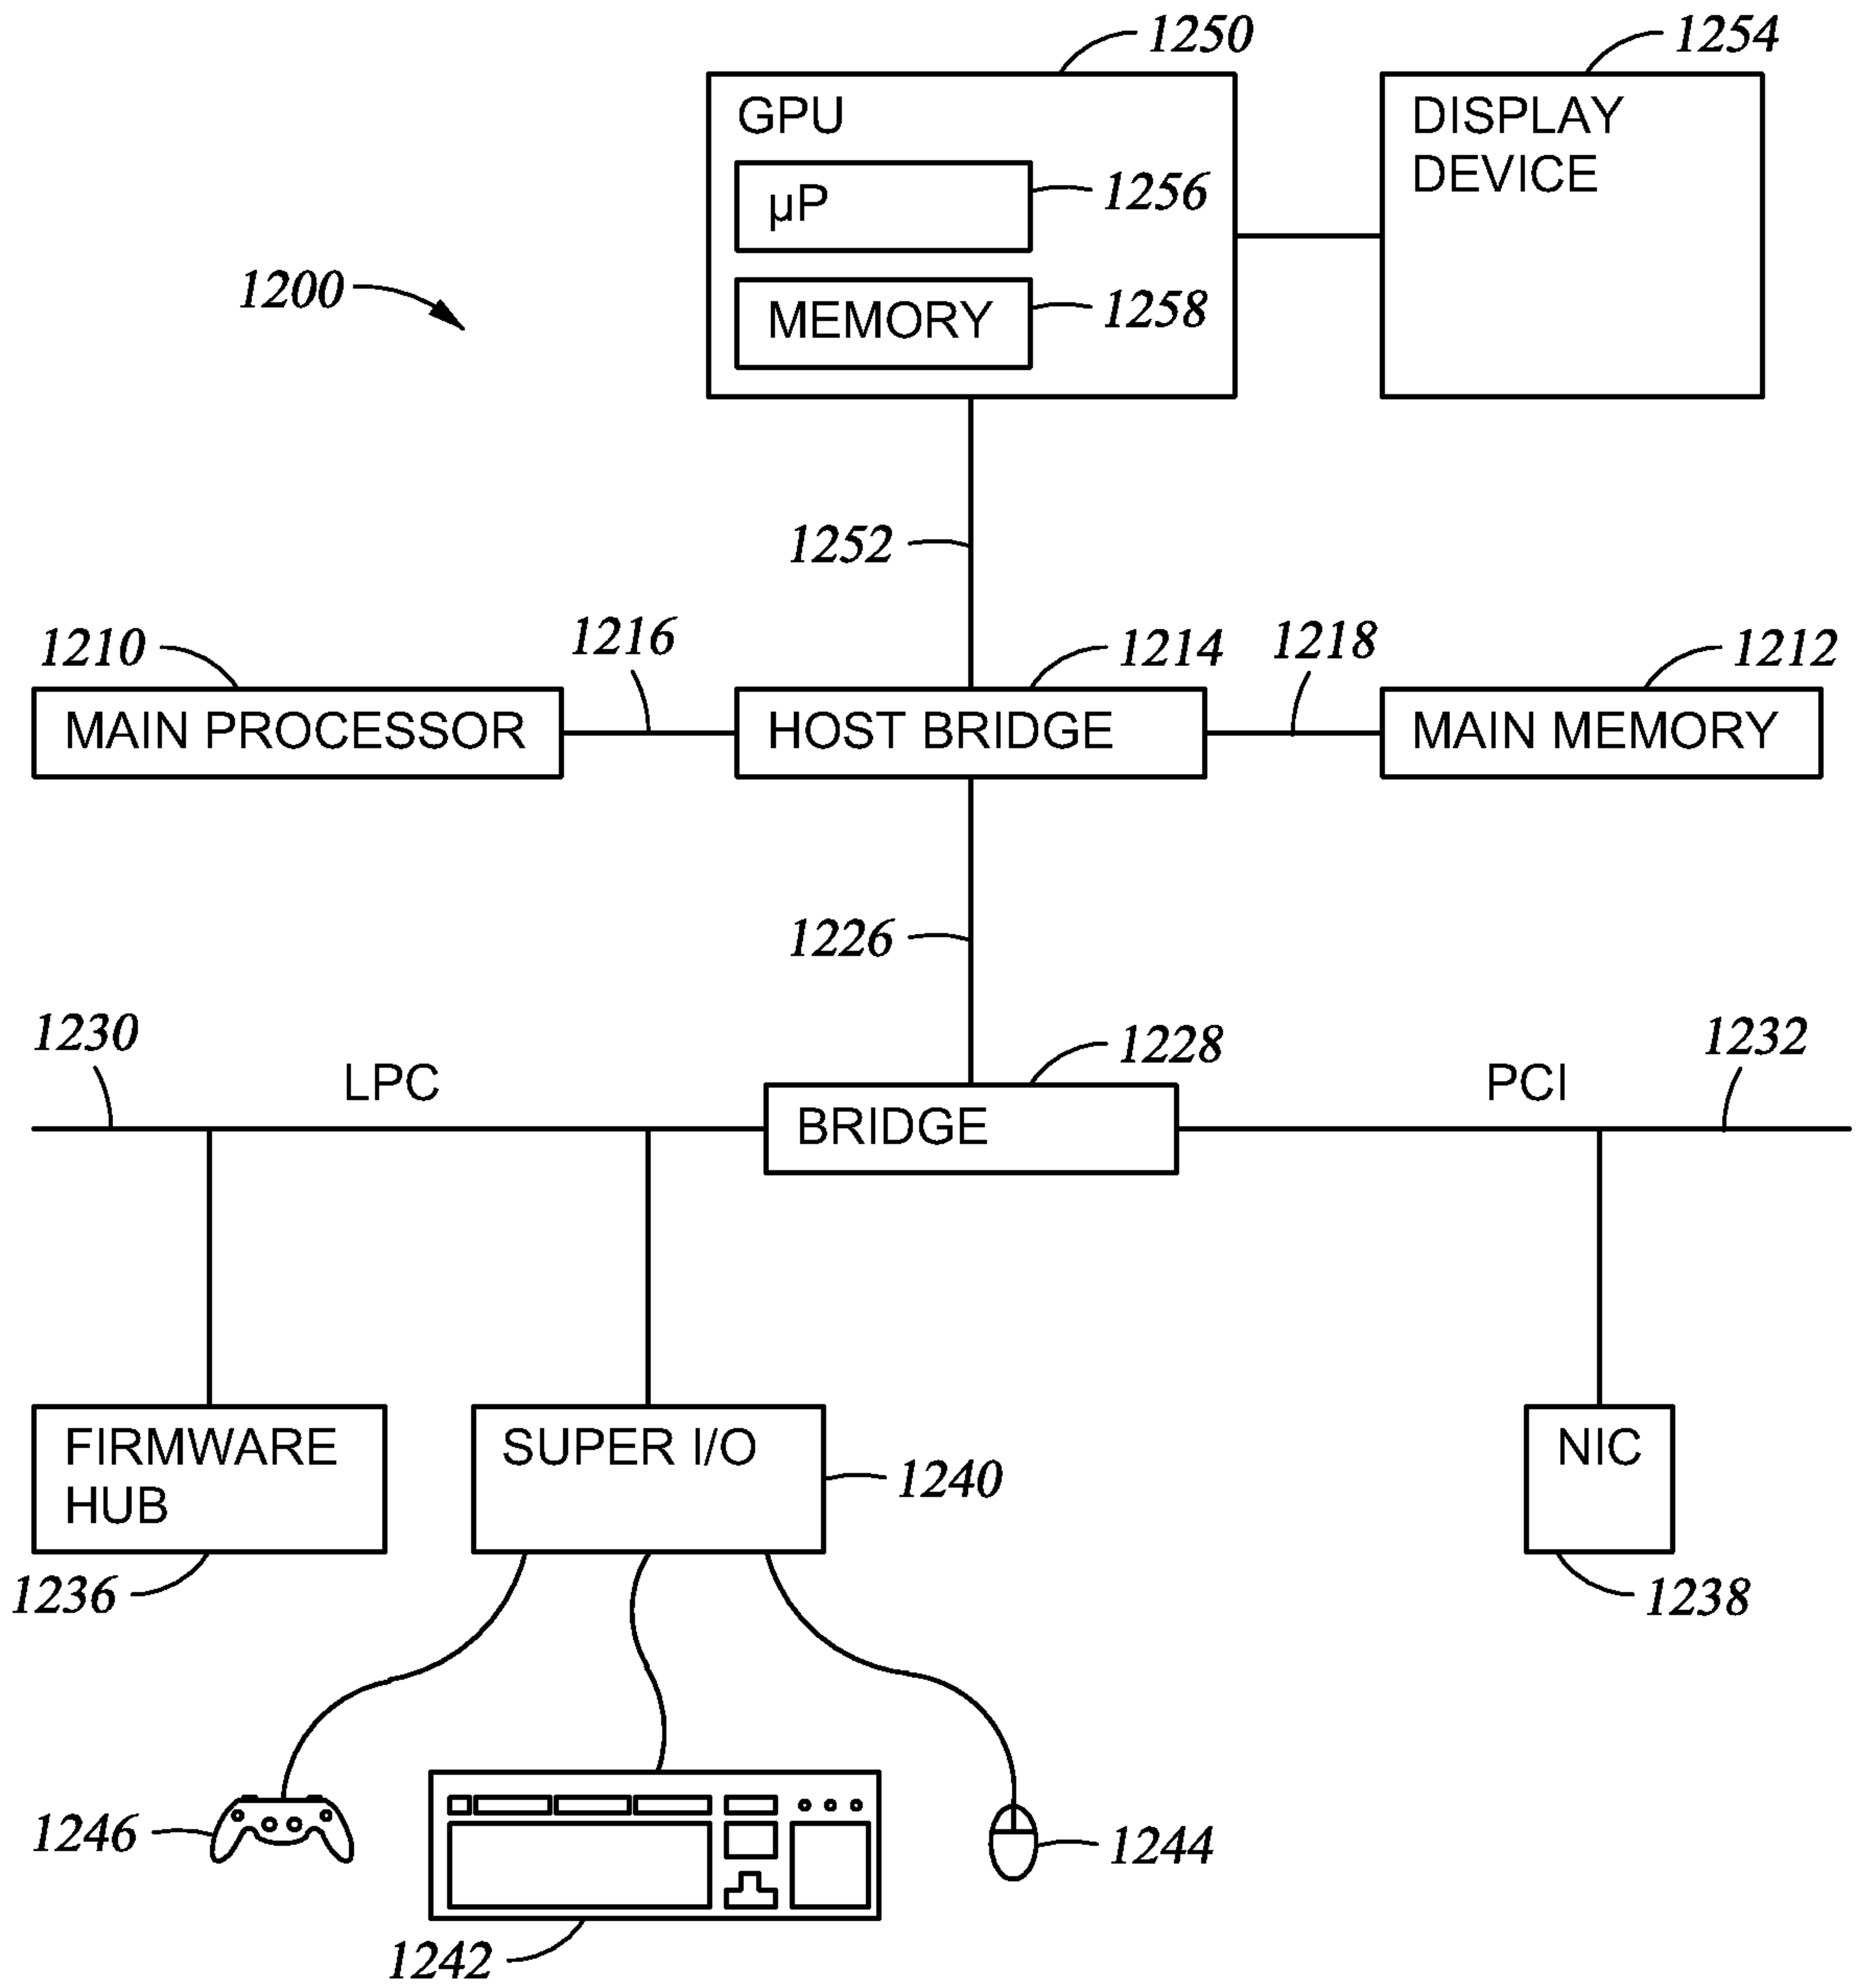 1250
1254
GPU
DISPLAY
DEVICE
µP
1256
1200
MEMORY
1258
1252
1210
1216
1214
1218
1212
MAIN PROCESSOR
HOST BRIDGE
MAIN MEMORY
1226
1230
LPC
1228
PCI
1232
BRIDGE
FIRMWARE
HUB
SUPER I/O
1240
NIC
1236
1238
1246
1244
1242